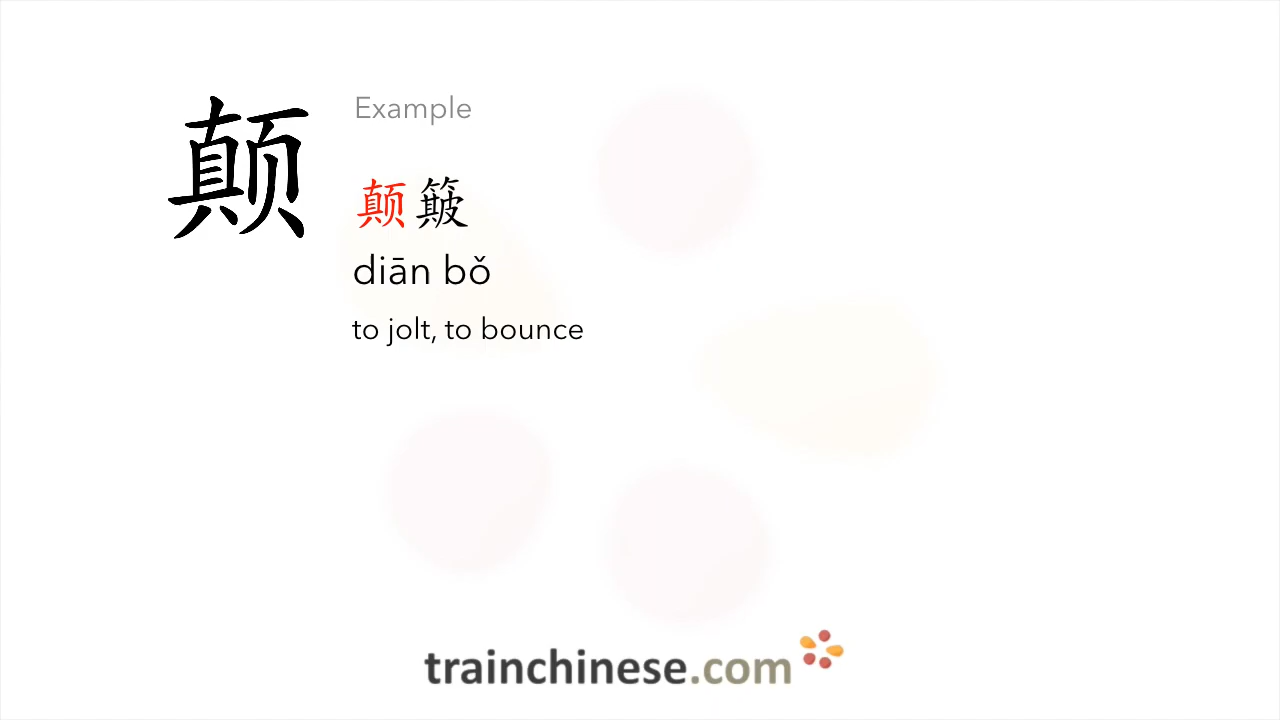 颠
Example
颠簸
diān bǒ
to jolt, to bounce
trainchinese.com